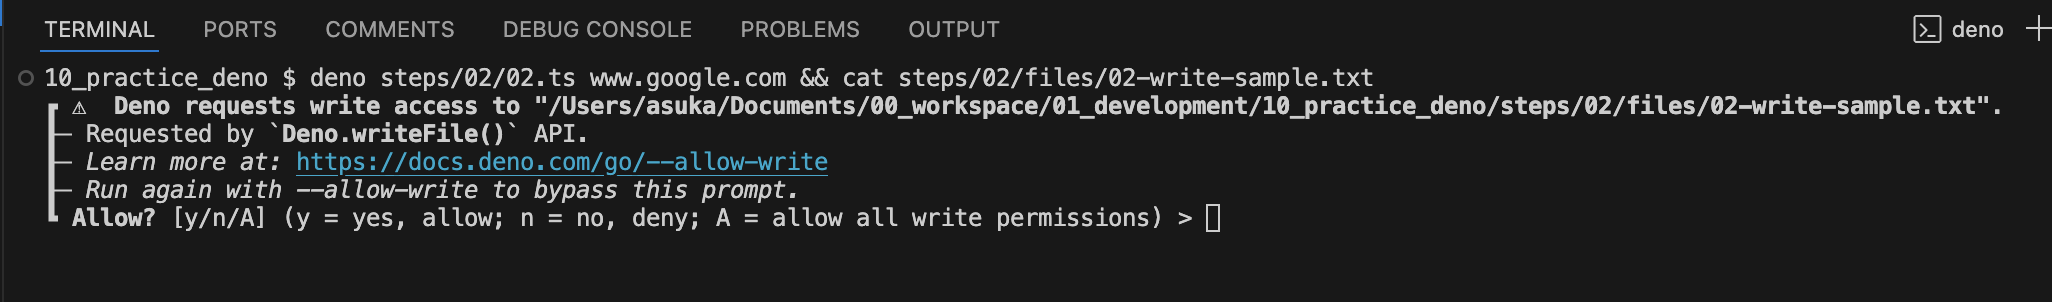 TERMINAL PORTS COMMENTS DEBUG CONSOLE PROBLEMS OUTPUT deno
10_practice_deno $ deno steps/02/02.ts www.google.com && cat steps/02/files/02-write-sample.txt
⚠ Deno requests write access to "/Users/asuka/Documents/00_workspace/01_development/10_practice_deno/steps/02/files/02-write-sample.txt".
Requested by `Deno.writeFile()` API.
Learn more at: https://docs.deno.com/go/--allow-write
Run again with --allow-write to bypass this prompt.
Allow? [y/n/A] (y = yes, allow; n = no, deny; A = allow all write permissions) >